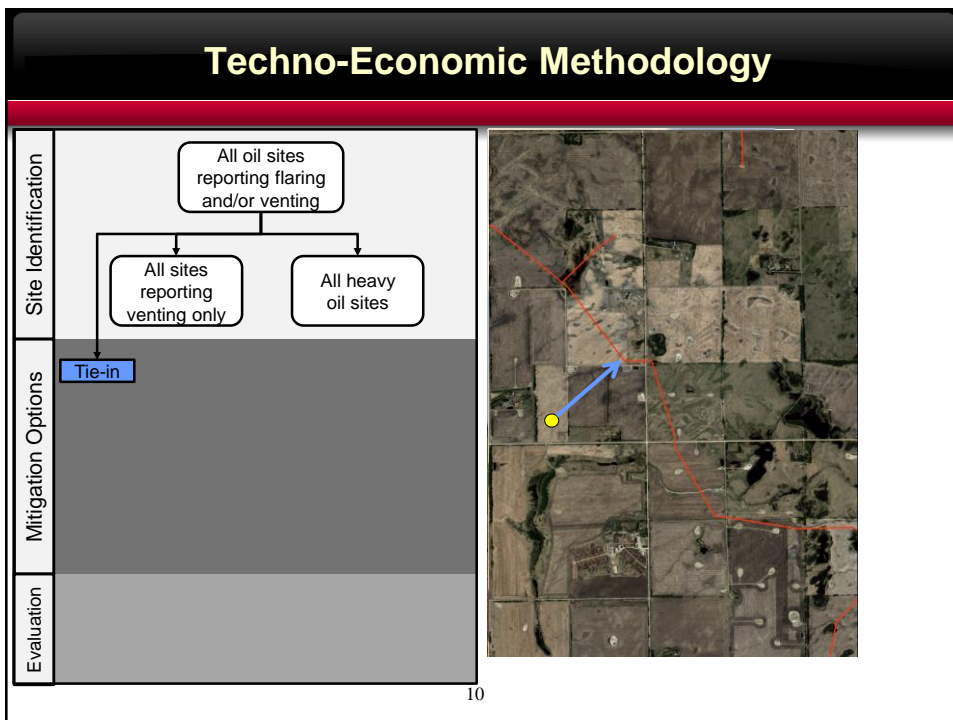 Techno-Economic Methodology
Site Identification
All oil sites
reporting flaring
and/or venting
All sites
reporting
venting only
All heavy
oil sites
Mitigation Options
Tie-in
Evaluation
10